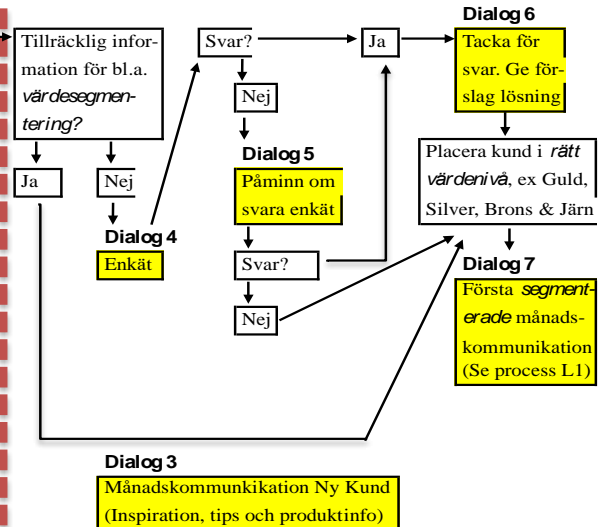 Tillräcklig infor-
mation för bl.a.
värdesegmen-
tering?
Ja
Nej
Dialog 4
Enkät
Svar?
Nej
Dialog 5
Påminn om
svara enkät
Svar?
Nej
Ja
Dialog 6
Tacka för
svar. Ge för-
slag lösning
Placera kund i rätt
värdenivå, ex Guld,
Silver, Brons & Järn
Dialog 7
Första segment-
erade månads-
kommunikation
(Se process L1)
Dialog 3
Månadskommunkikation Ny Kund
(Inspiration, tips och produktinfo)